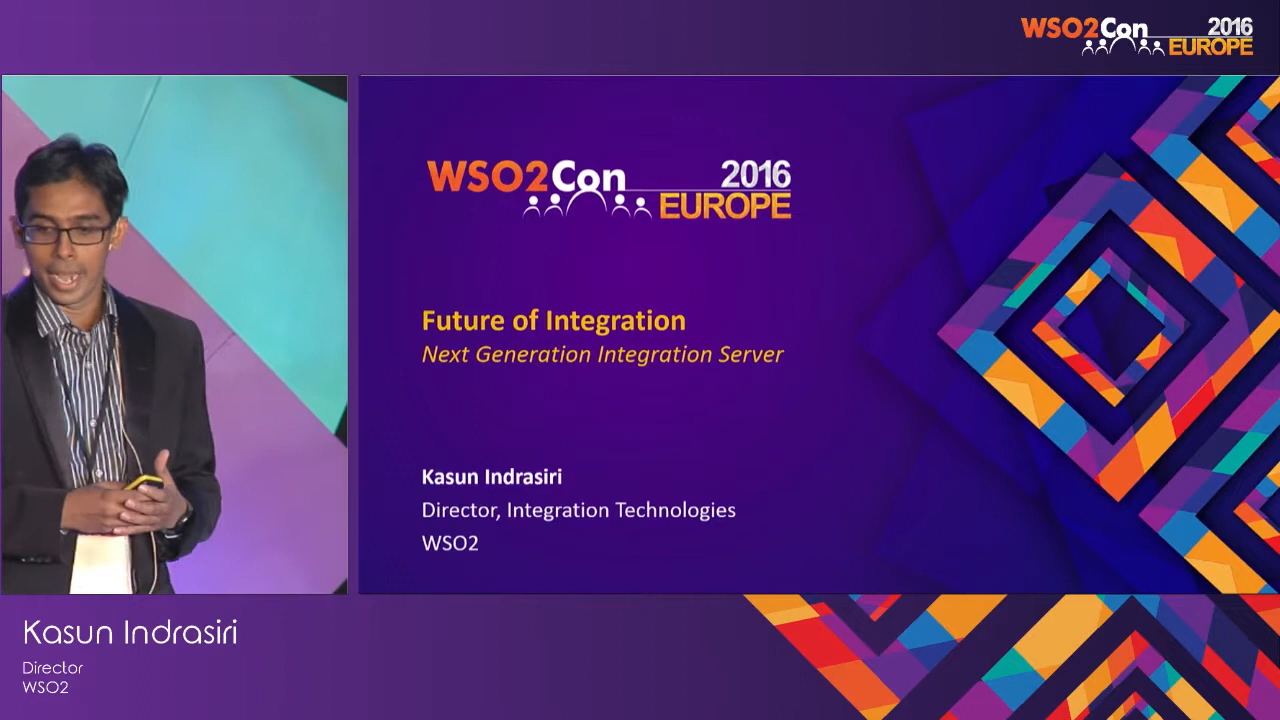 WSO2Con 2016
EUROPE
WSO2Con 2016
EUROPE
Future of Integration
Next Generation Integration Server
Kasun Indrasiri
Director, Integration Technologies
WSO2
Kasun Indrasiri
Director
WSO2